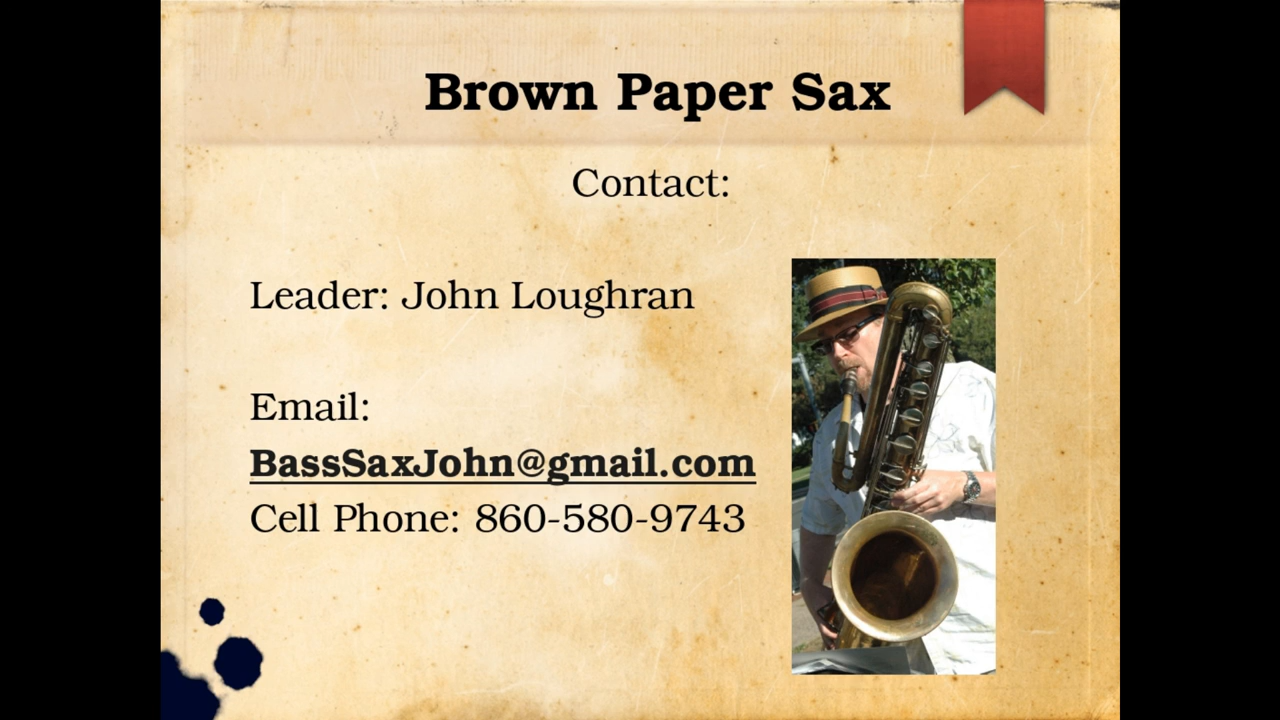 Brown Paper Sax
Contact:
Leader: John Loughran
Email:
BassSaxJohn@gmail.com
Cell Phone: 860-580-9743